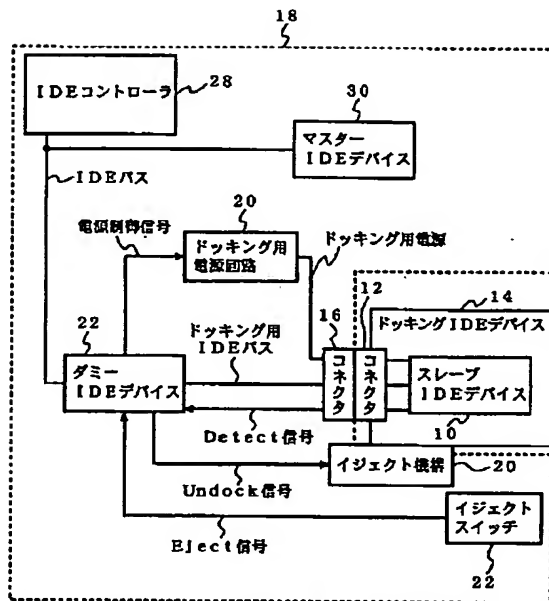 18
IDEコントローラ
28
30
マスター
IDEデバイス
IDEバス
電源制御信号
20
ドッキング用
電源回路
ドッキング用電源
12
14
ドッキングIDEデバイス
16
コネクタ
コネクタ
スレーブ
IDEデバイス
10
22
ダミー
IDEデバイス
ドッキング用
IDEバス
Detect信号
イジェクト機構
20
Undock信号
イジェクト
スイッチ
22
Eject信号